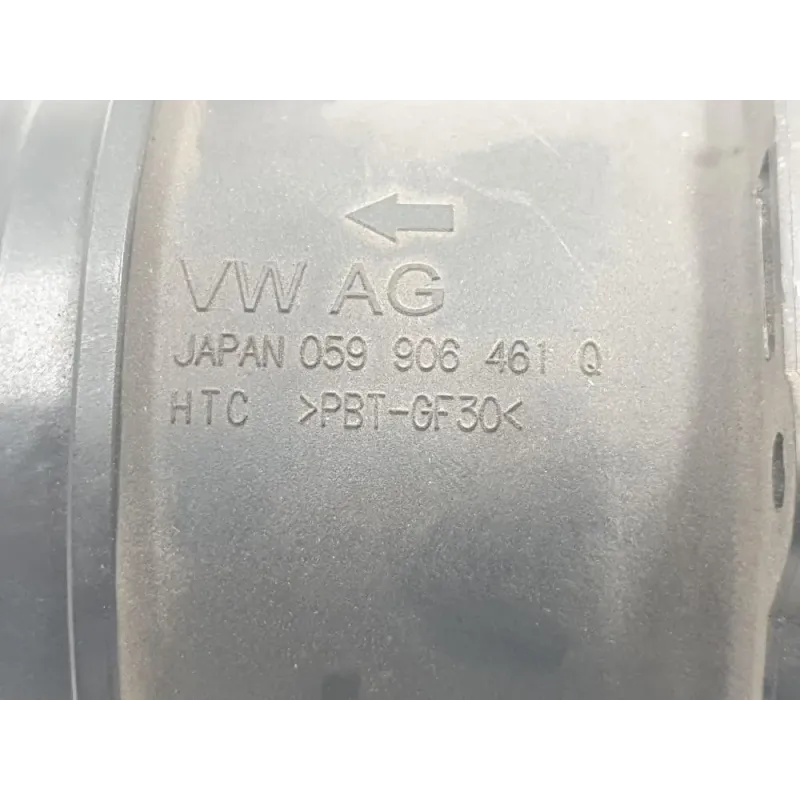 VW AG
JAPAN 059 906 461 Q
HTC >PBT-GF30<